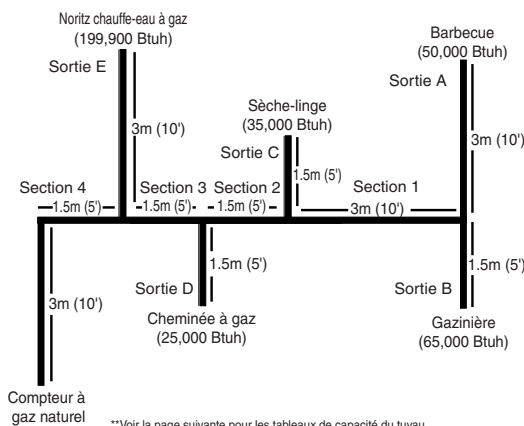 Noritz chauffe-eau à gaz
(199,900 Btuh)
Sortie E
3m (10')
Barbecue
(50,000 Btuh)
Sortie A
3m (10')
Sèche-linge
(35,000 Btuh)
Sortie C
1.5m (5')
Section 4
1.5m (5')
Section 3
1.5m (5')
Section 2
1.5m (5')
Section 1
3m (10')
3m (10')
1.5m (5')
Sortie D
Cheminée à gaz
(25,000 Btuh)
1.5m (5')
Sortie B
Gazinière
(65,000 Btuh)
Compteur à
gaz naturel
**Voir la page suivante pour les tableaux de capacité du tuyau